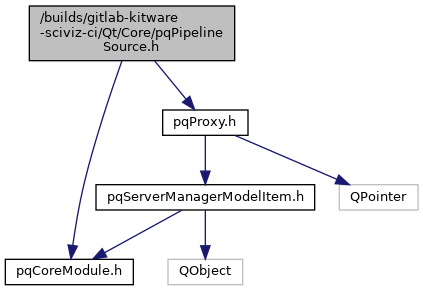 /builds/gitlab-kitware
-sciviz-ci/Qt/Core/pqPipeline
Source.h
pqProxy.h
pqServerManagerModelItem.h
QPointer
pqCoreModule.h
QObject